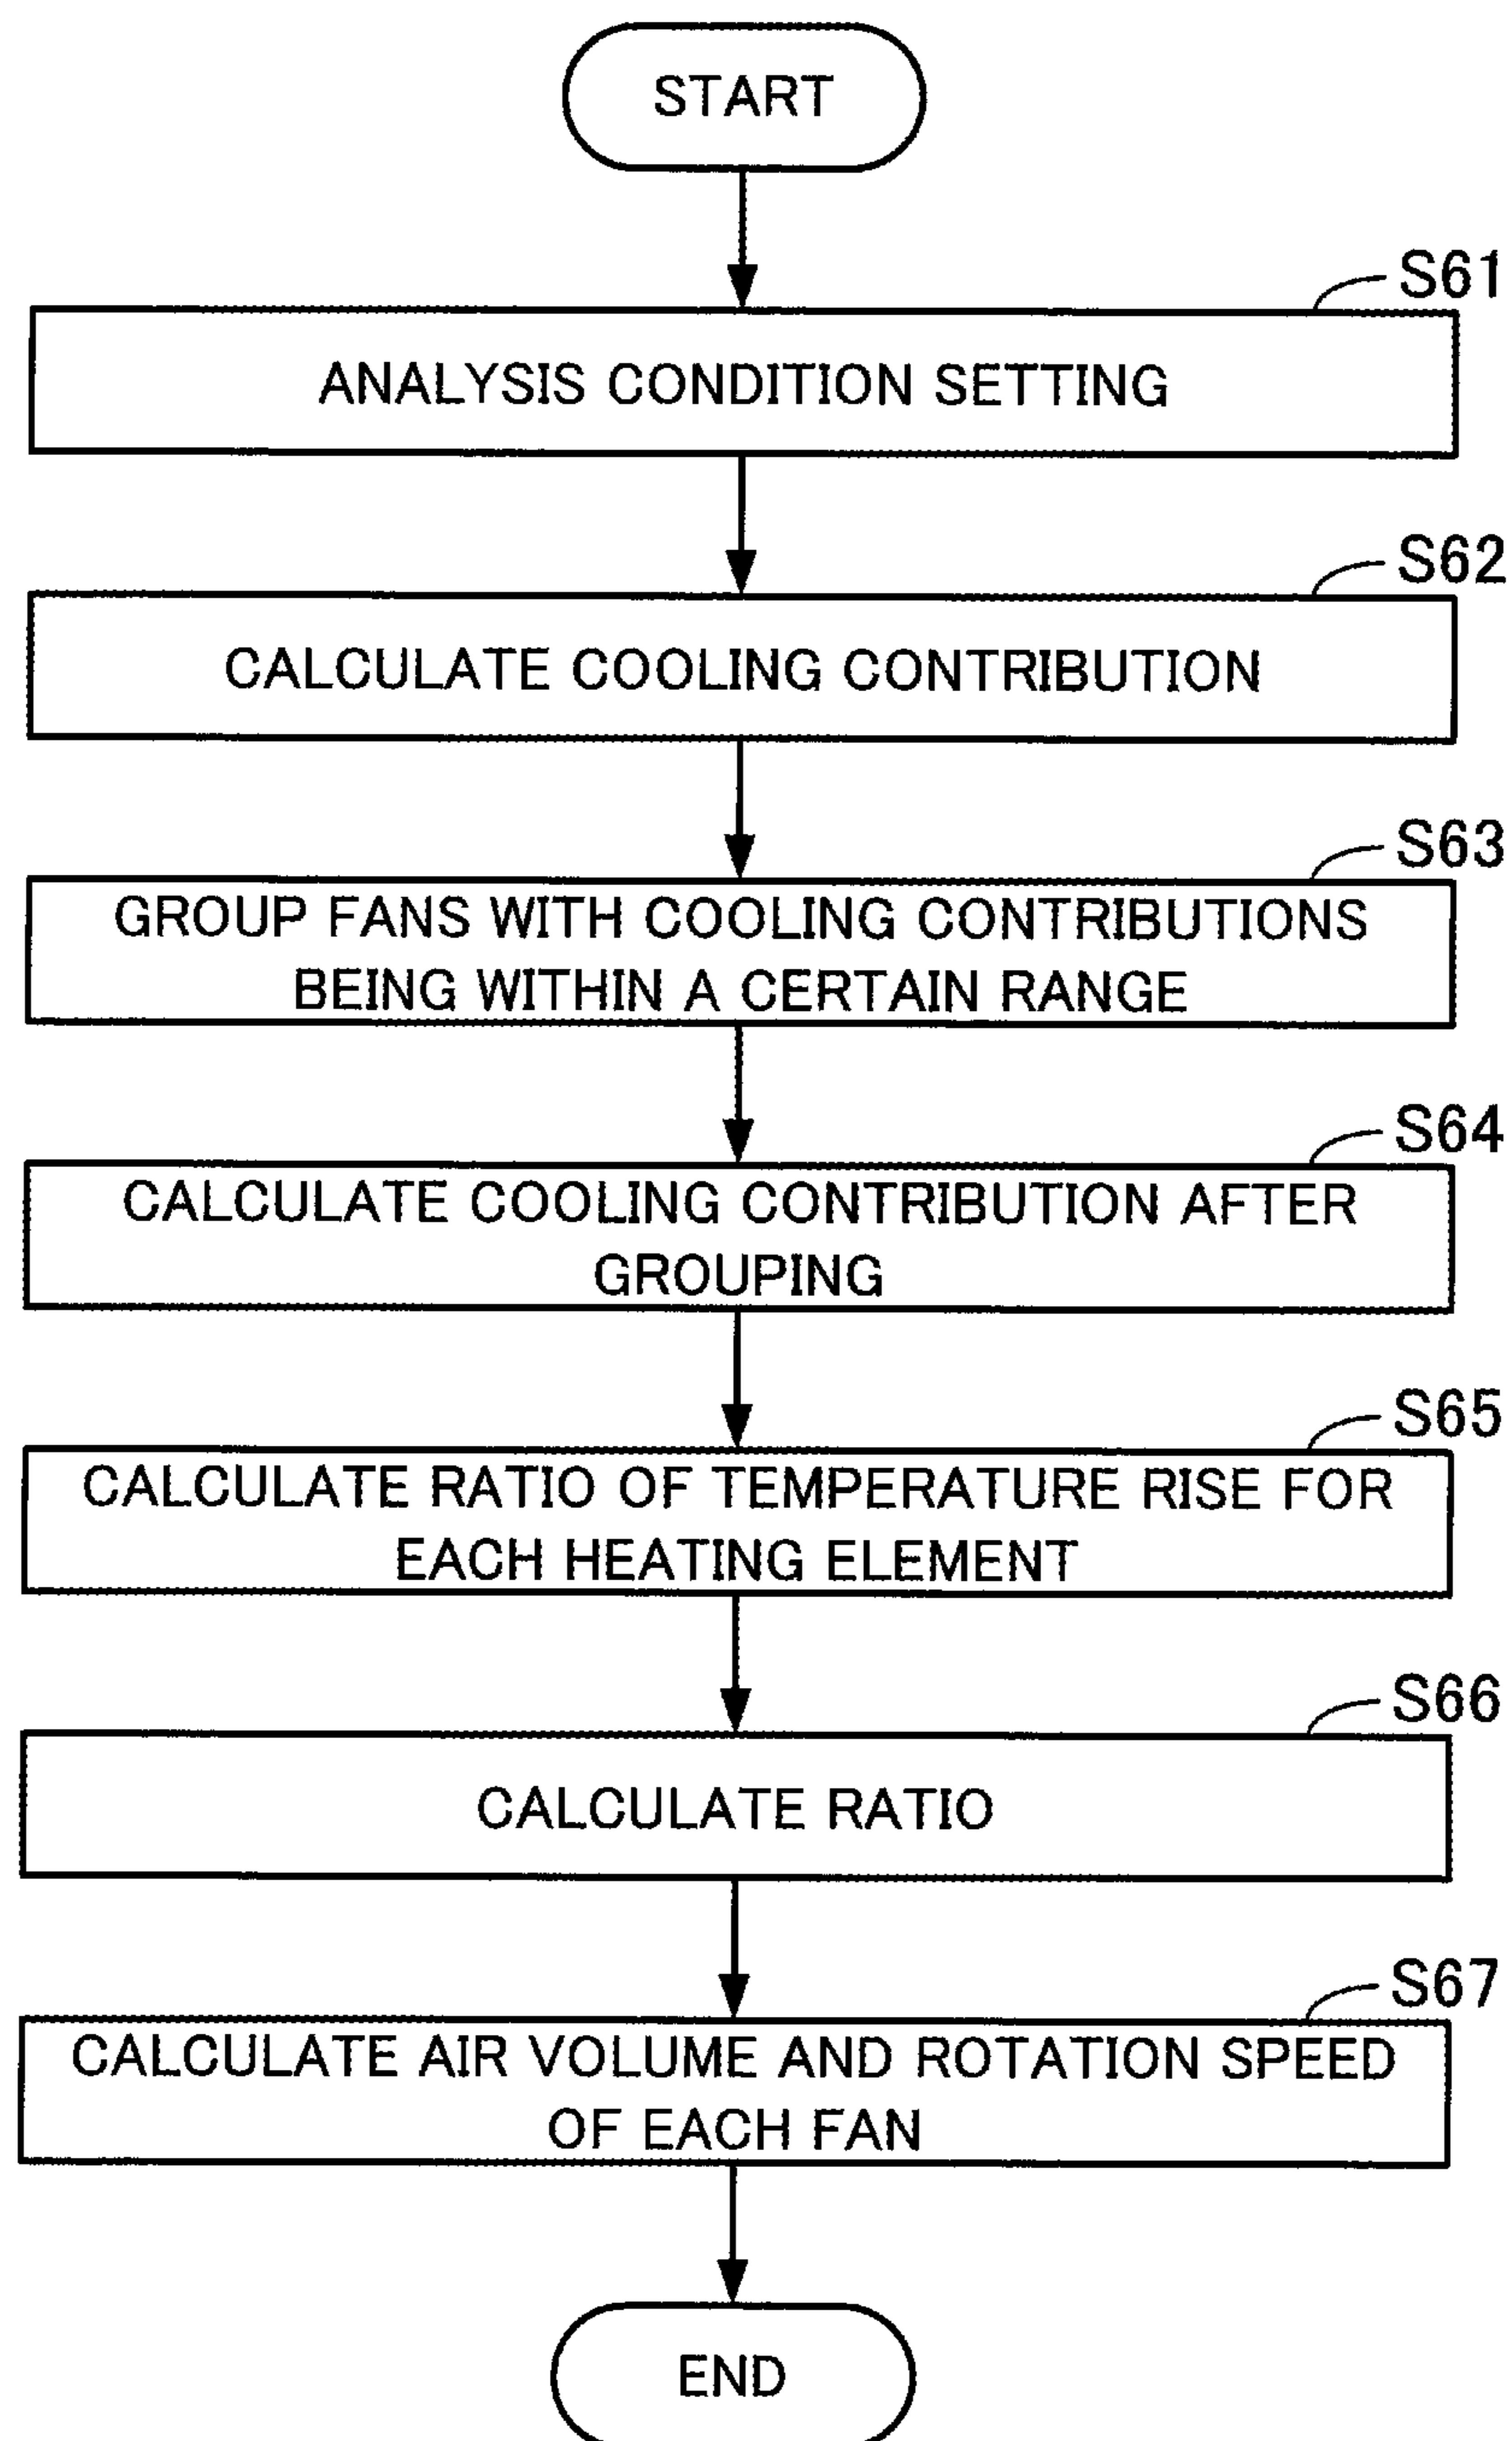 START
S61
ANALYSIS CONDITION SETTING
S62
CALCULATE COOLING CONTRIBUTION
S63
GROUP FANS WITH COOLING CONTRIBUTIONS
BEING WITHIN A CERTAIN RANGE
S64
CALCULATE COOLING CONTRIBUTION AFTER
GROUPING
S65
CALCULATE RATIO OF TEMPERATURE RISE FOR
EACH HEATING ELEMENT
S66
CALCULATE RATIO
S67
CALCULATE AIR VOLUME AND ROTATION SPEED
OF EACH FAN
END